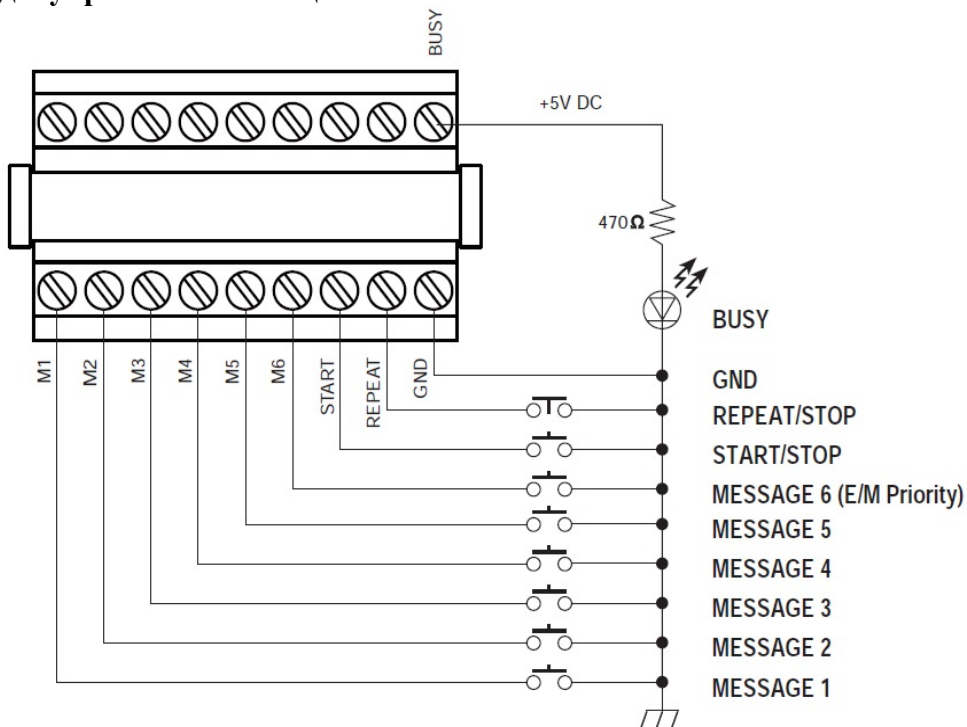 BUSY
+5V DC
470Ω
BUSY
M1
M2
M3
M4
M5
M6
START
REPEAT
GND
GND
REPEAT/STOP
START/STOP
MESSAGE 6 (E/M Priority)
MESSAGE 5
MESSAGE 4
MESSAGE 3
MESSAGE 2
MESSAGE 1